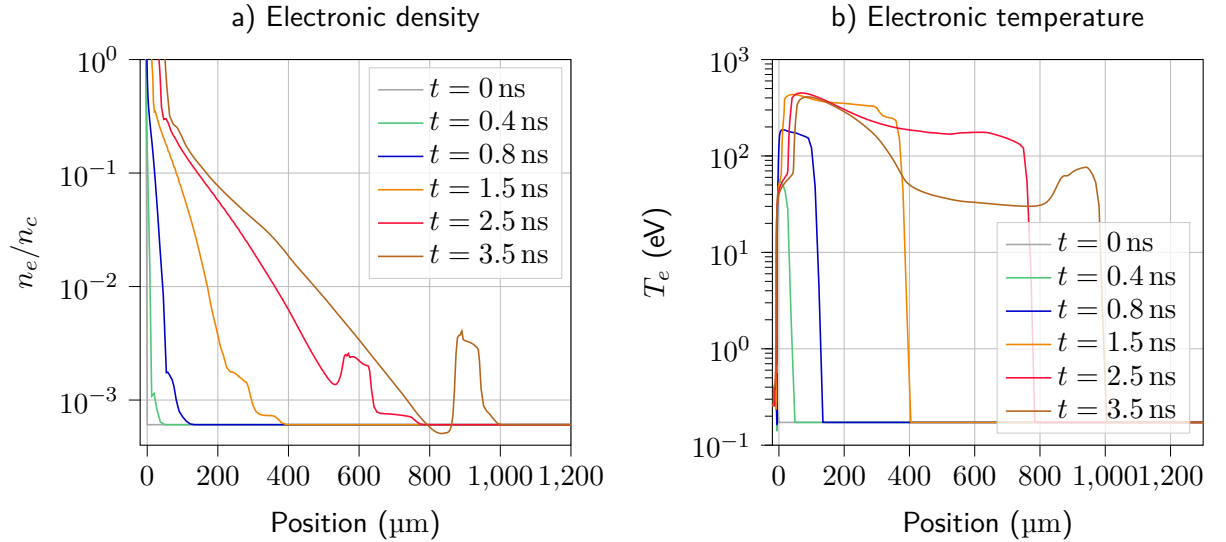 a) Electronic density
10^0
10^{-1}
10^{-2}
10^{-3}
n_e/n_c
t = 0 ns
t = 0.4 ns
t = 0.8 ns
t = 1.5 ns
t = 2.5 ns
t = 3.5 ns
0 200 400 600 800 1,000 1,200
Position (µm)
b) Electronic temperature
10^3
10^2
10^1
10^0
10^{-1}
T_e (eV)
t = 0 ns
t = 0.4 ns
t = 0.8 ns
t = 1.5 ns
t = 2.5 ns
t = 3.5 ns
0 200 400 600 800 1,000 1,200
Position (µm)